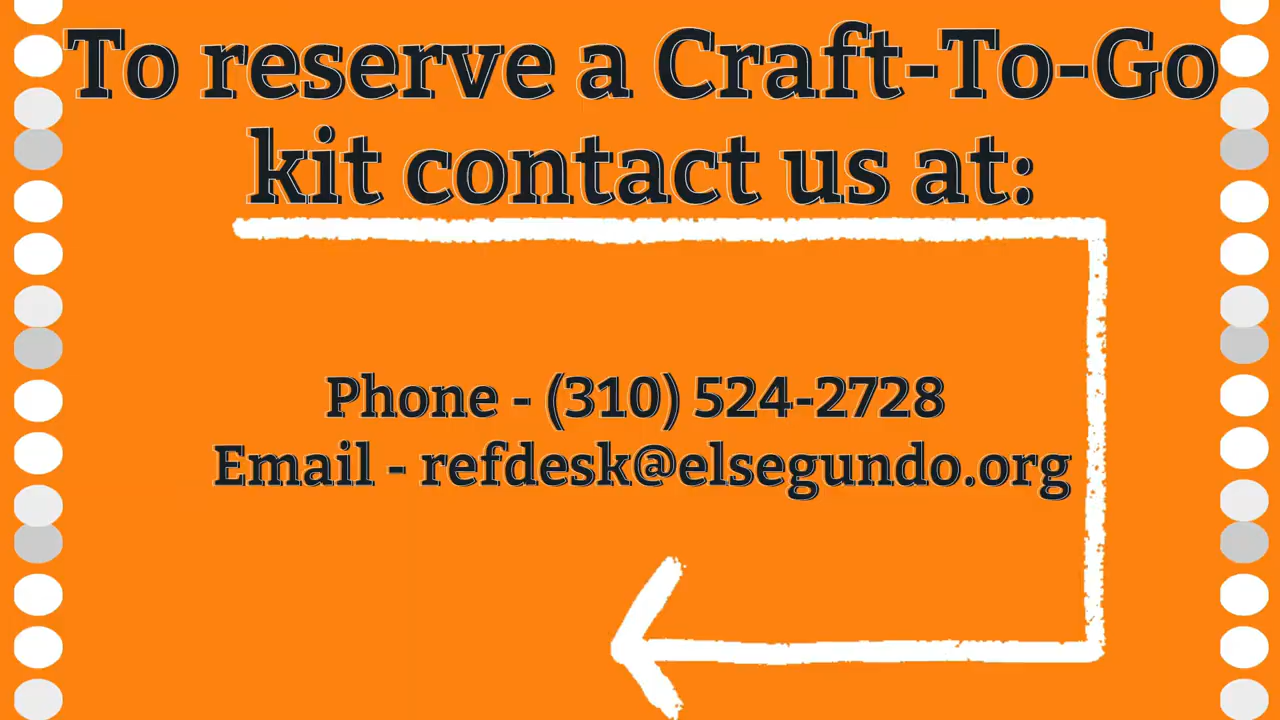 To reserve a Craft-To-Go
kit contact us at:
Phone - (310) 524-2728
Email - refdesk@elsegundo.org